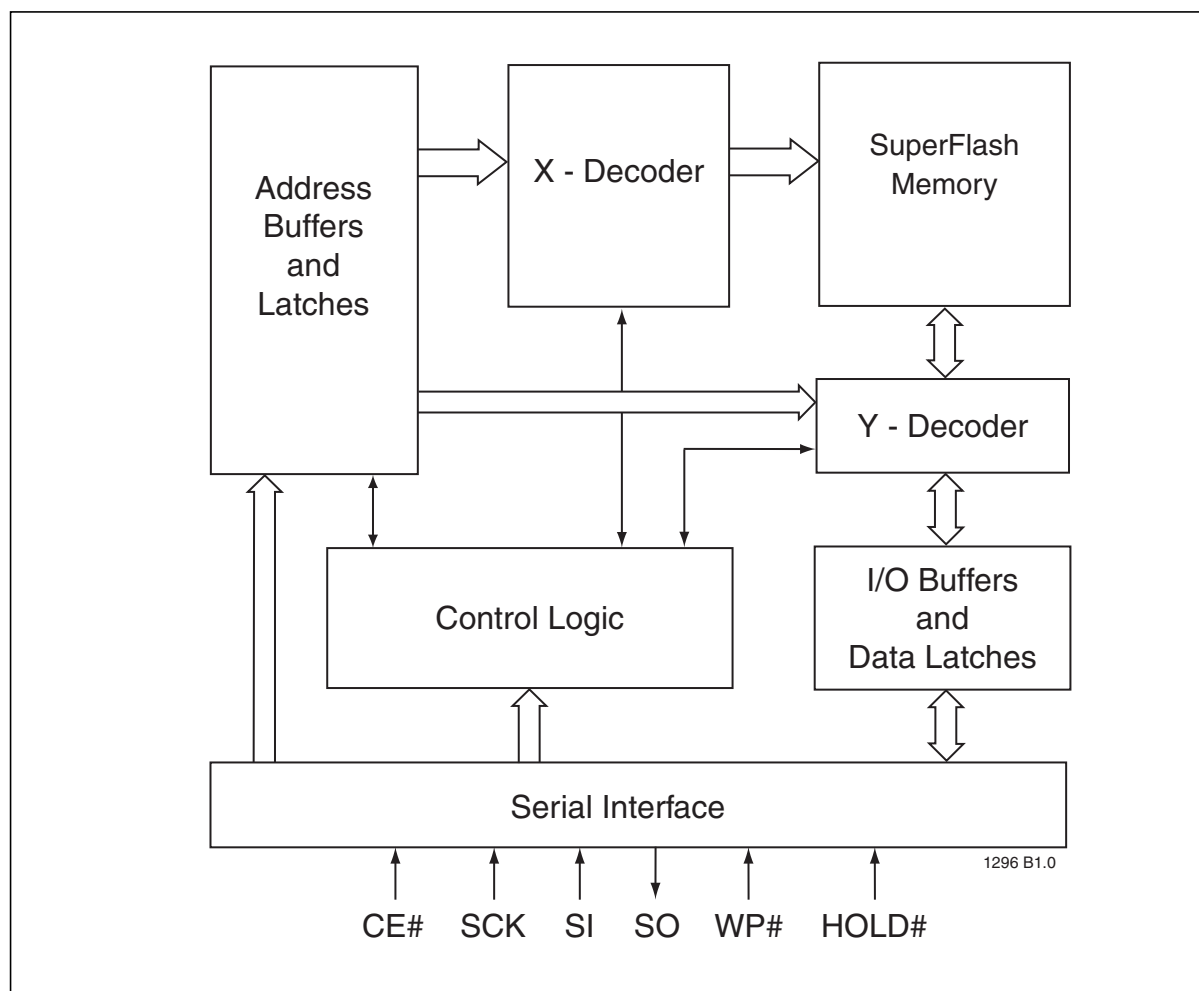 Address
Buffers
and
Latches
X - Decoder
SuperFlash
Memory
Y - Decoder
Control Logic
I/O Buffers
and
Data Latches
Serial Interface
1296 B1.0
CE# SCK SI SO WP# HOLD#